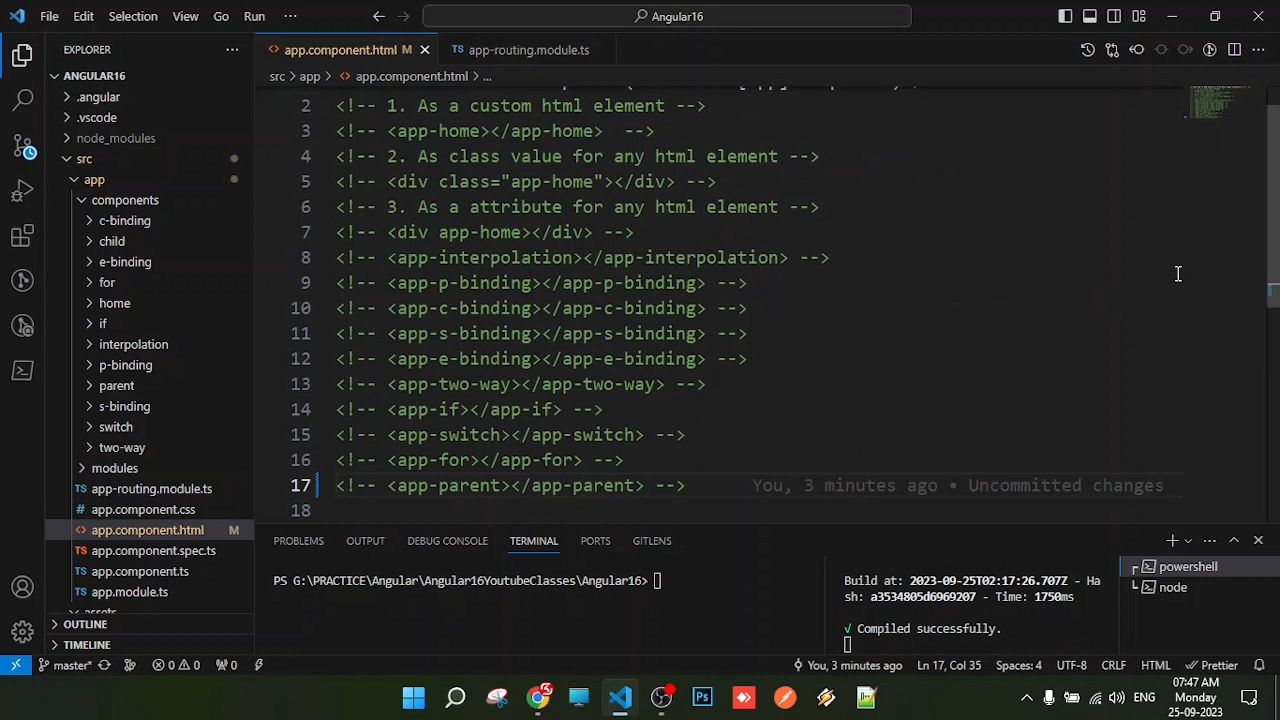 File Edit Selection View Go Run ··· Angular16
EXPLORER ···
app.component.html M
TS app-routing.module.ts
ANGULAR16
src > app > app.component.html > ...
.angular
.vscode
node_modules
src
app
components
c-binding
child
e-binding
for
home
if
interpolation
p-binding
parent
s-binding
switch
two-way
modules
TS app-routing.module.ts
# app.component.css
<> app.component.html M
TS app.component.spec.ts
TS app.component.ts
TS app.module.ts
assets
OUTLINE
TIMELINE
2 <!-- 1. As a custom html element -->
3 <!-- <app-home></app-home>  -->
4 <!-- 2. As class value for any html element -->
5 <!-- <div class="app-home"></div> -->
6 <!-- 3. As a attribute for any html element -->
7 <!-- <div app-home></div> -->
8 <!-- <app-interpolation></app-interpolation> -->
9 <!-- <app-p-binding></app-p-binding> -->
10 <!-- <app-c-binding></app-c-binding> -->
11 <!-- <app-s-binding></app-s-binding> -->
12 <!-- <app-e-binding></app-e-binding> -->
13 <!-- <app-two-way></app-two-way> -->
14 <!-- <app-if></app-if> -->
15 <!-- <app-switch></app-switch> -->
16 <!-- <app-for></app-for> -->
17 <!-- <app-parent></app-parent> --> You, 3 minutes ago • Uncommitted changes
18
PROBLEMS OUTPUT DEBUG CONSOLE TERMINAL PORTS GITLENS
PS G:\PRACTICE\Angular\Angular16YoutubeClasses\Angular16>
Build at: 2023-09-25T02:17:26.707Z - Ha
sh: a3534805d6969207 - Time: 1750ms
√ Compiled successfully.
powershell
node
master* 0 0 0 You, 3 minutes ago Ln 17, Col 35 Spaces: 4 UTF-8 CRLF HTML Prettier
5 Ps ENG
07:47 AM
Monday
25-09-2023